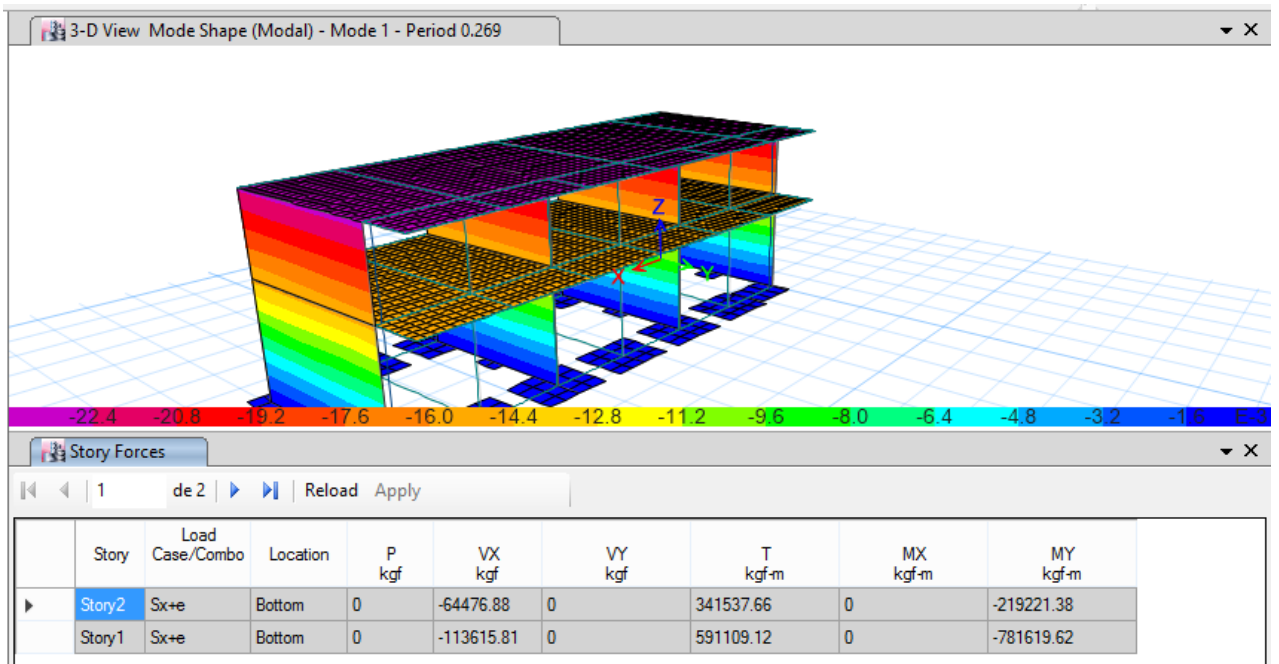 3-D View Mode Shape (Modal) - Mode 1 - Period 0.269
Z
X
Y
-22.4 -20.8 -19.2 -17.6 -16.0 -14.4 -12.8 -11.2 -9.6 -8.0 -6.4 -4.8 -3.2 -1.6 E-3
Story Forces
1 de 2 Reload Apply
Story Load Case/Combo Location P kgf VX kgf VY kgf T kgf-m MX kgf-m MY kgf-m
Story2 Sx+e Bottom 0 -64476.88 0 341537.66 0 -219221.38
Story1 Sx+e Bottom 0 -113615.81 0 591109.12 0 -781619.62